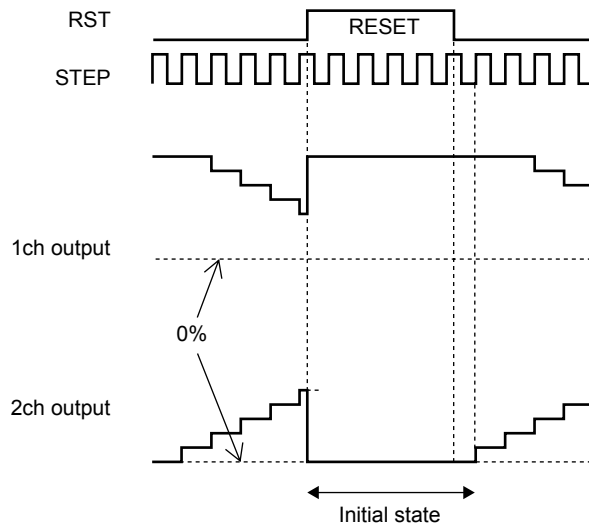 RST
RESET
STEP
1ch output
0%
2ch output
Initial state